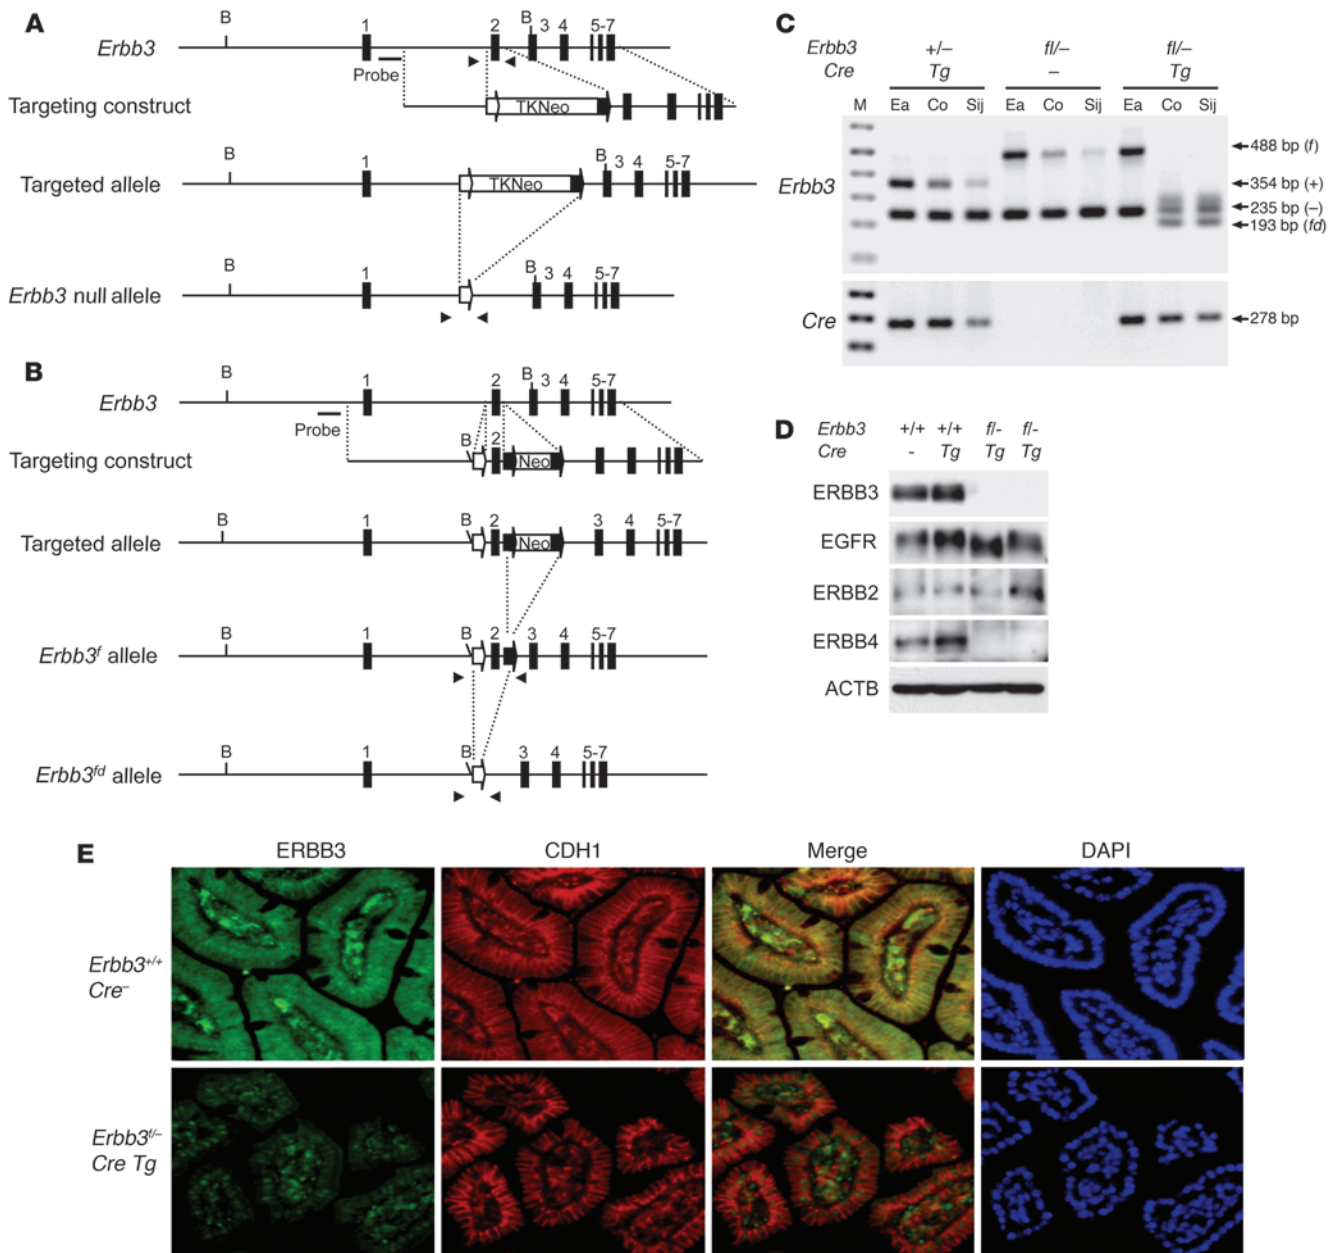 A
B
1
2
B
3
4
5-7
Erbb3
Probe
Targeting construct
TKNeo
B
1
B
3
4
5-7
Targeted allele
TKNeo
B
1
B
3
4
5-7
Erbb3 null allele
B
B
1
2
B
3
4
5-7
Erbb3
Probe
Targeting construct
B
2
Neo
B
1
B
2
3
4
5-7
Targeted allele
Neo
B
1
B
2
3
4
5-7
Erbb3f allele
B
1
B
3
4
5-7
Erbb3fd allele
C
Erbb3 +/– fl/– fl/–
Cre Tg – Tg
M Ea Co Sij Ea Co Sij Ea Co Sij
Erbb3
488 bp (f)
354 bp (+)
235 bp (–)
193 bp (fd)
Cre
278 bp
D
Erbb3 +/+ +/+ fl- fl-
Cre - Tg Tg Tg
ERBB3
EGFR
ERBB2
ERBB4
ACTB
E
ERBB3 CDH1 Merge DAPI
Erbb3+/+
Cre–
Erbb3f/–
Cre Tg